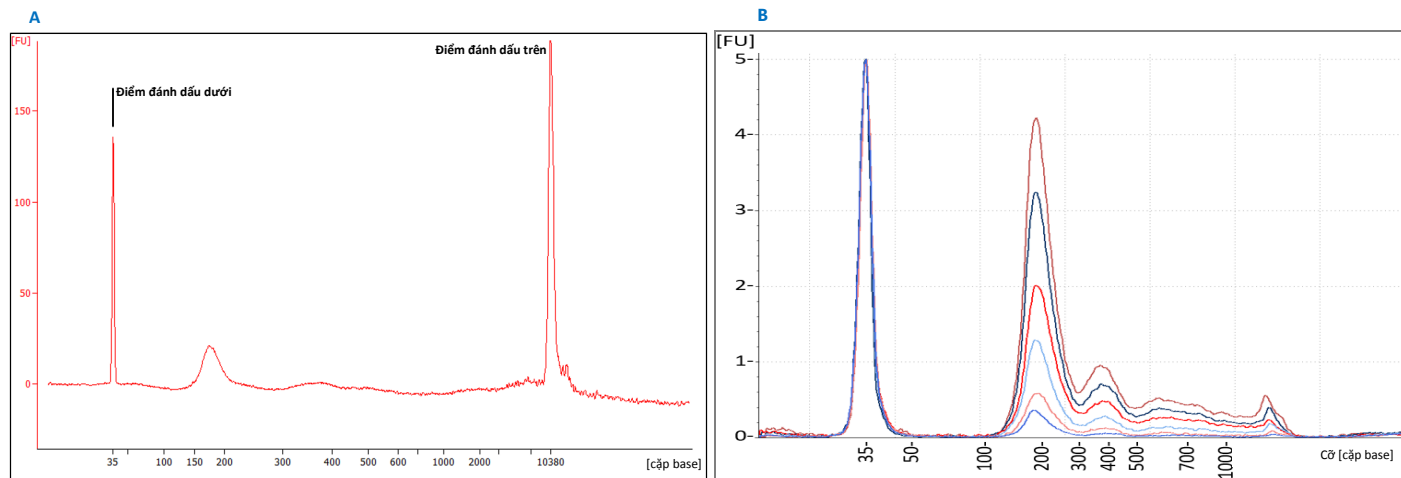 A
[FU]
Điểm đánh dấu trên
Điểm đánh dấu dưới
150
100
50
0
35 100 150 200 300 400 500 600 1000 2000 10380 [cặp base]
B
[FU]
5
4
3
2
1
0
35 50 100 200 300 400 500 700 1000 Cỡ [cặp base]